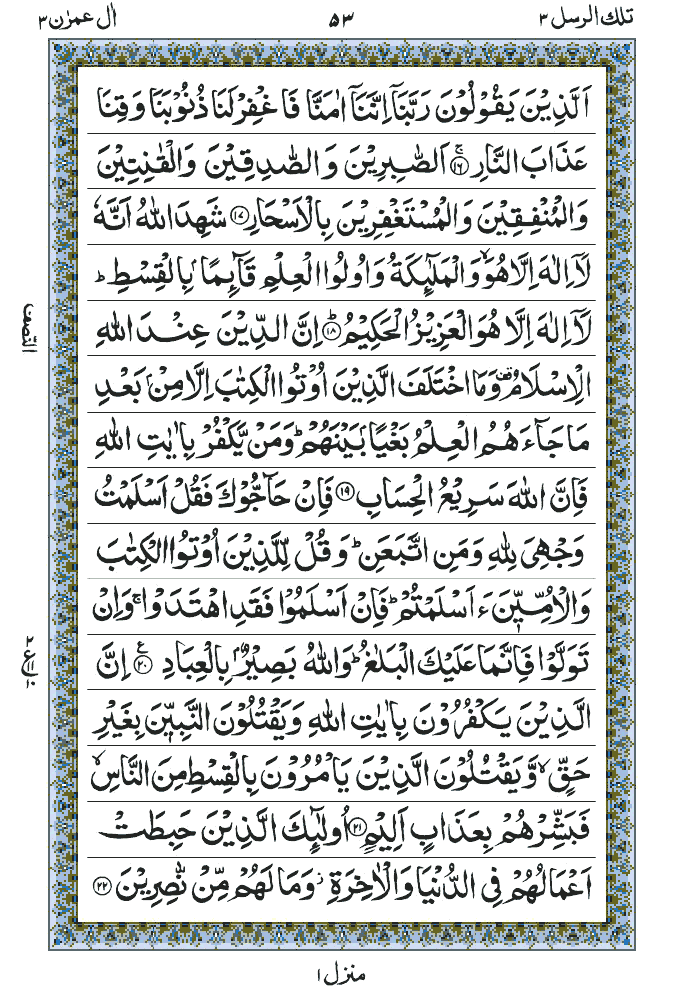 تلك الرسل ٣
٥٣
اٰل عمرٰن ٣
اَلَّذِيْنَ يَقُوْلُوْنَ رَبَّنَاۤ اِنَّنَاۤ اٰمَنَّا فَاغْفِرْلَنَا ذُنُوْبَنَا وَقِنَا
عَذَابَ النَّارِۚ ﴿١٦﴾ اَلصّٰبِرِيْنَ وَالصّٰدِقِيْنَ وَالْقٰنِتِيْنَ
وَالْمُنْفِقِيْنَ وَالْمُسْتَغْفِرِيْنَ بِالْاَسْحَارِ ﴿١٧﴾ شَهِدَ اللّٰهُ اَنَّهٗ
لَاۤ اِلٰهَ اِلَّا هُوَۙ وَالْمَلٰٓئِكَةُ وَاُولُوا الْعِلْمِ قَآئِمًاۢ بِالْقِسْطِؕ
لَاۤ اِلٰهَ اِلَّا هُوَ الْعَزِيْزُ الْحَكِيْمُؕ ﴿١٨﴾ اِنَّ الدِّيْنَ عِنْدَ اللّٰهِ
الْاِسْلَامُ وَمَا اخْتَلَفَ الَّذِيْنَ اُوْتُوا الْكِتٰبَ اِلَّا مِنْۢ بَعْدِ
مَا جَآءَهُمُ الْعِلْمُ بَغْيًاۢ بَيْنَهُمْؕ وَمَنْ يَّكْفُرْ بِاٰيٰتِ اللّٰهِ
فَاِنَّ اللّٰهَ سَرِيْعُ الْحِسَابِ ﴿١٩﴾ فَاِنْ حَآجُّوْكَ فَقُلْ اَسْلَمْتُ
وَجْهِىَ لِلّٰهِ وَمَنِ اتَّبَعَنِؕ وَقُلْ لِّلَّذِيْنَ اُوْتُوا الْكِتٰبَ
وَالْاُمِّيّٖنَ ءَاَسْلَمْتُمْؕ فَاِنْ اَسْلَمُوْا فَقَدِ اهْتَدَوْاۚ وَاِنْ
تَوَلَّوْا فَاِنَّمَا عَلَيْكَ الْبَلٰغُؕ وَاللّٰهُ بَصِيْرٌۢ بِالْعِبَادِ ﴿٢٠﴾ اِنَّ
الَّذِيْنَ يَكْفُرُوْنَ بِاٰيٰتِ اللّٰهِ وَيَقْتُلُوْنَ النَّبِيّٖنَ بِغَيْرِ
حَقٍّۙ وَّيَقْتُلُوْنَ الَّذِيْنَ يَاْمُرُوْنَ بِالْقِسْطِ مِنَ النَّاسِۙ
فَبَشِّرْهُمْ بِعَذَابٍ اَلِيْمٍ ﴿٢١﴾ اُولٰٓئِكَ الَّذِيْنَ حَبِطَتْ
اَعْمَالُهُمْ فِى الدُّنْيَا وَالْاٰخِرَةِ وَمَا لَهُمْ مِّنْ نّٰصِرِيْنَ ﴿٢٢﴾
النصف
منزل ١